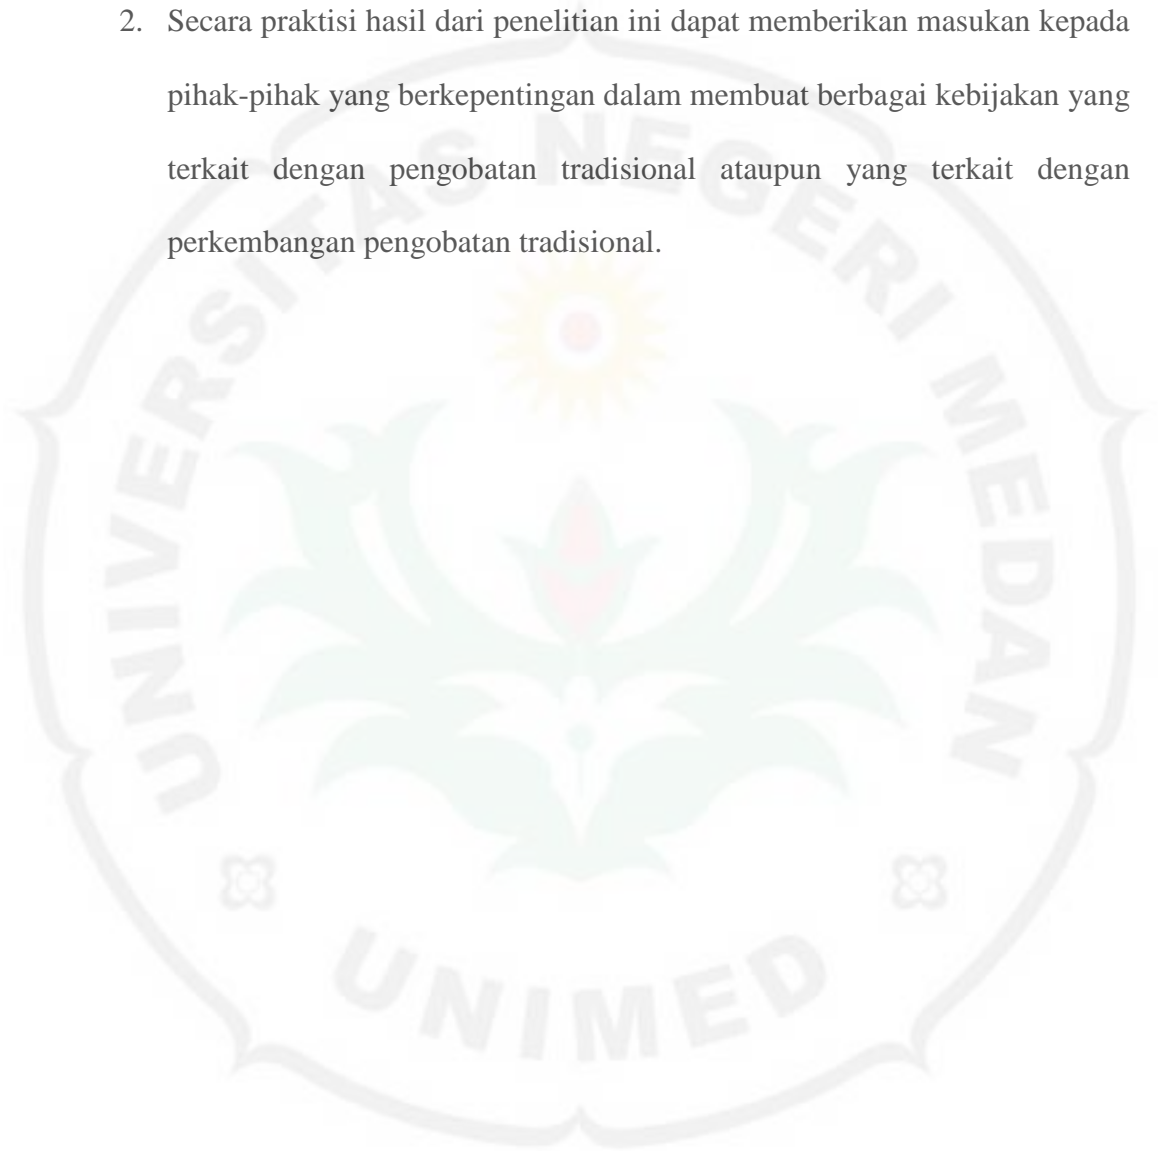 2. Secara praktisi hasil dari penelitian ini dapat memberikan masukan kepada
pihak-pihak yang berkepentingan dalam membuat berbagai kebijakan yang
terkait dengan pengobatan tradisional ataupun yang terkait dengan
perkembangan pengobatan tradisional.
UNIVERSITAS NEGERI MEDAN
UNIMED